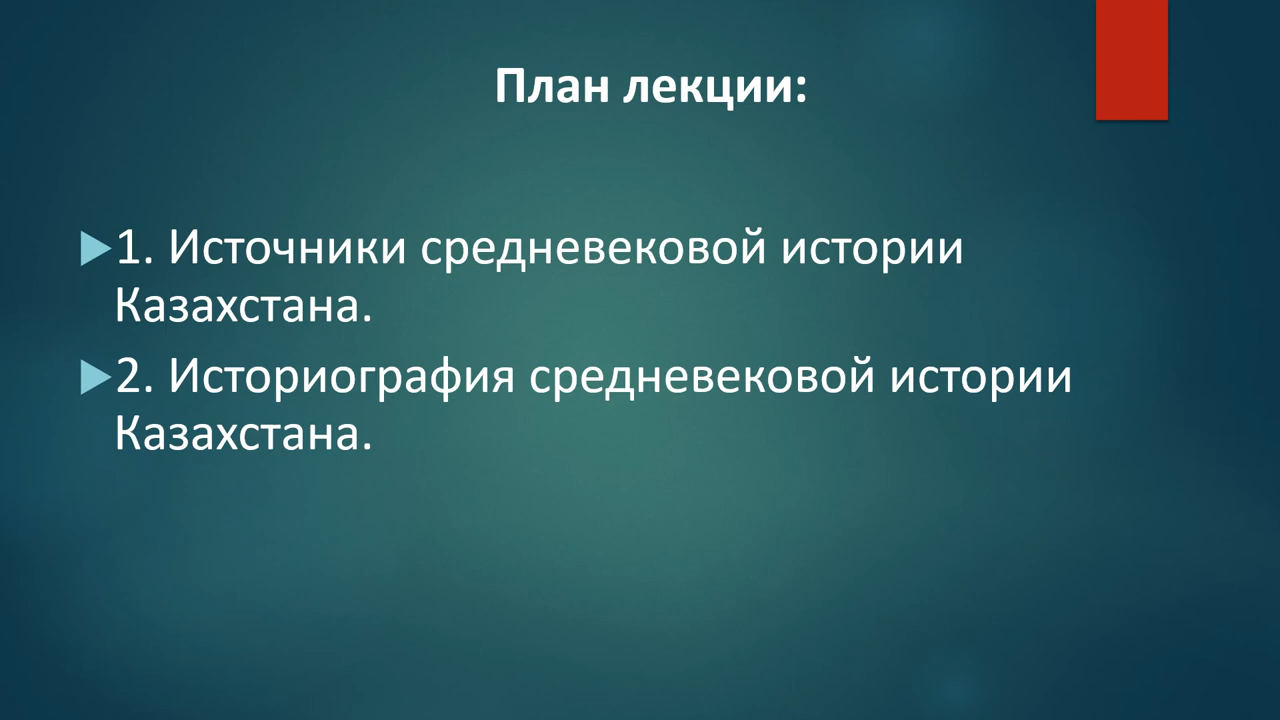 План лекции:
1. Источники средневековой истории
Казахстана.
2. Историография средневековой истории
Казахстана.